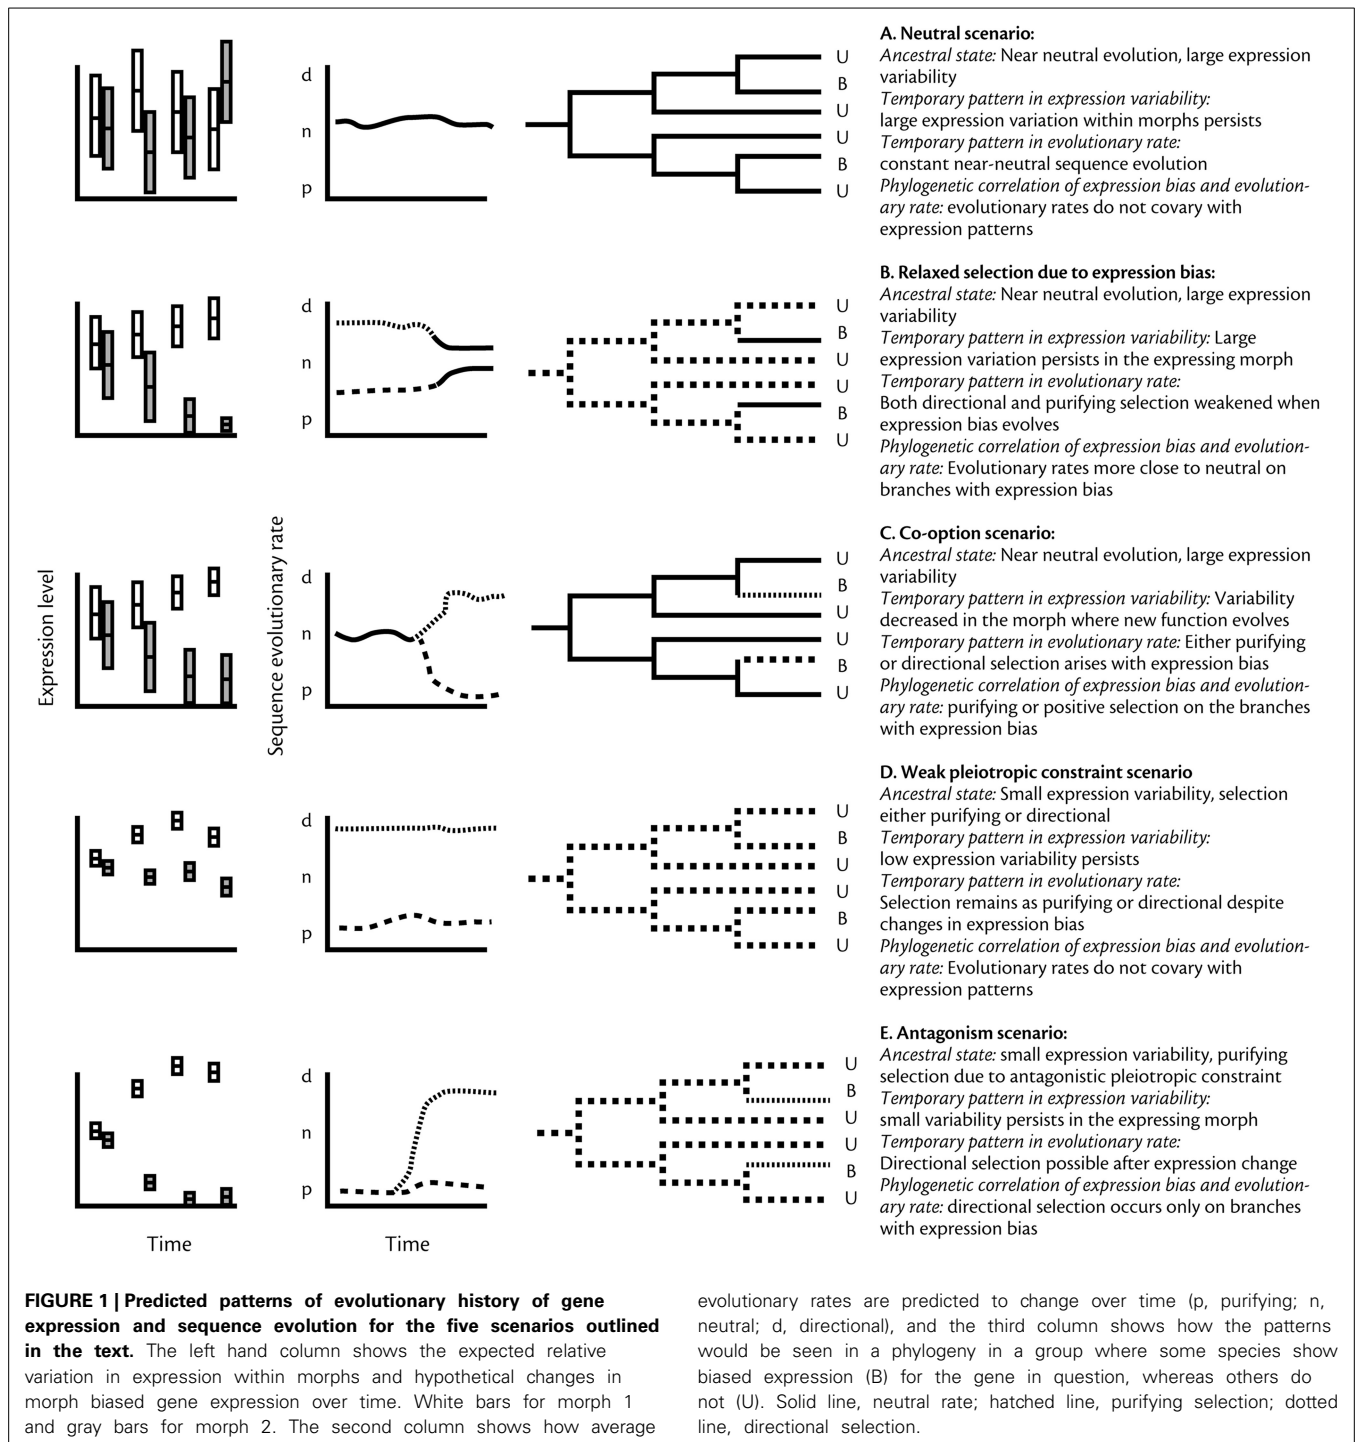 A. Neutral scenario:
Ancestral state: Near neutral evolution, large expression
variability
Temporary pattern in expression variability:
large expression variation within morphs persists
Temporary pattern in evolutionary rate:
constant near-neutral sequence evolution
Phylogenetic correlation of expression bias and evolution-
ary rate: evolutionary rates do not covary with
expression patterns
d
n
p
U
B
U
U
B
U
B. Relaxed selection due to expression bias:
Ancestral state: Near neutral evolution, large expression
variability
Temporary pattern in expression variability: Large
expression variation persists in the expressing morph
Temporary pattern in evolutionary rate:
Both directional and purifying selection weakened when
expression bias evolves
Phylogenetic correlation of expression bias and evolution-
ary rate: Evolutionary rates more close to neutral on
branches with expression bias
d
n
p
U
B
U
U
B
U
Expression level
Sequence evolutionary rate
C. Co-option scenario:
Ancestral state: Near neutral evolution, large expression
variability
Temporary pattern in expression variability: Variability
decreased in the morph where new function evolves
Temporary pattern in evolutionary rate: Either purifying
or directional selection arises with expression bias
Phylogenetic correlation of expression bias and evolution-
ary rate: purifying or positive selection on the branches
with expression bias
d
n
p
U
B
U
U
B
U
D. Weak pleiotropic constraint scenario
Ancestral state: Small expression variability, selection
either purifying or directional
Temporary pattern in expression variability:
low expression variability persists
Temporary pattern in evolutionary rate:
Selection remains as purifying or directional despite
changes in expression bias
Phylogenetic correlation of expression bias and evolution-
ary rate: Evolutionary rates do not covary with
expression patterns
d
n
p
U
B
U
U
B
U
E. Antagonism scenario:
Ancestral state: small expression variability, purifying
selection due to antagonistic pleiotropic constraint
Temporary pattern in expression variability:
small variability persists in the expressing morph
Temporary pattern in evolutionary rate:
Directional selection possible after expression change
Phylogenetic correlation of expression bias and evolution-
ary rate: directional selection occurs only on branches
with expression bias
d
n
p
U
B
U
U
B
U
Time
Time
FIGURE 1 | Predicted patterns of evolutionary history of gene
expression and sequence evolution for the five scenarios outlined
in the text. The left hand column shows the expected relative
variation in expression within morphs and hypothetical changes in
morph biased gene expression over time. White bars for morph 1
and gray bars for morph 2. The second column shows how average
evolutionary rates are predicted to change over time (p, purifying; n,
neutral; d, directional), and the third column shows how the patterns
would be seen in a phylogeny in a group where some species show
biased expression (B) for the gene in question, whereas others do
not (U). Solid line, neutral rate; hatched line, purifying selection; dotted
line, directional selection.